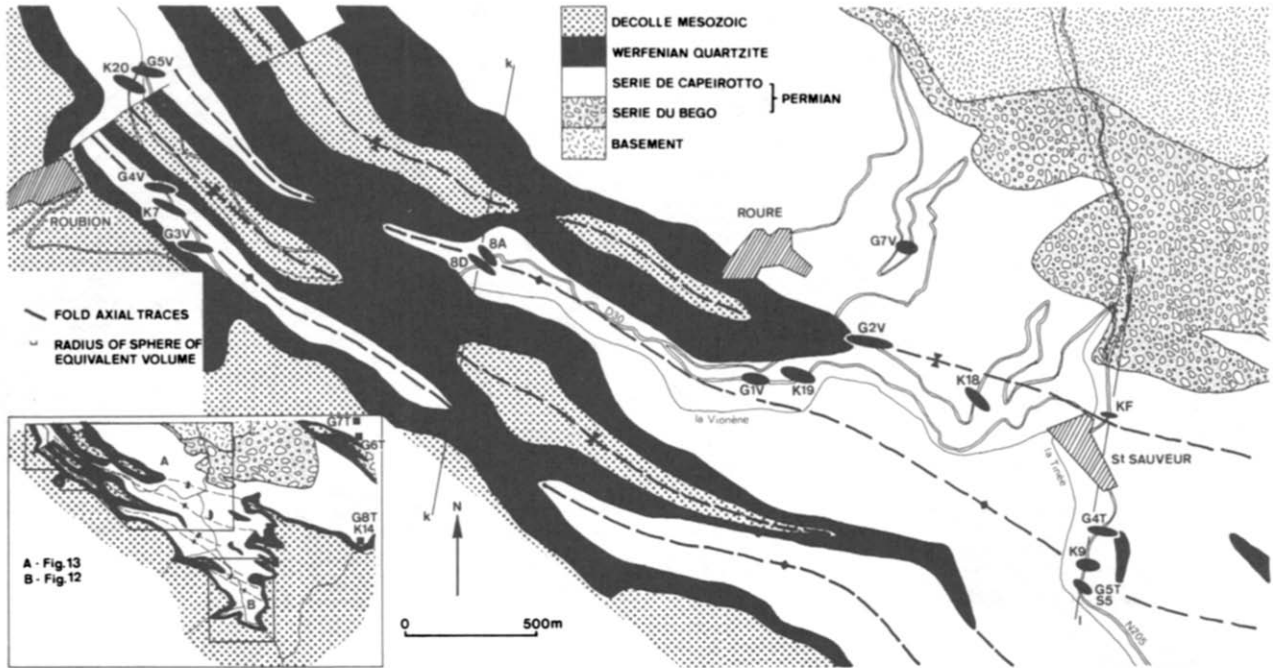 DECOLLE MESOZOIC
WERFENIAN QUARTZITE
SERIE DE CAPEIROTTO
SERIE DU BEGO
PERMIAN
BASEMENT
K20
G5V
k
G4V
K7
G3V
ROUBION
8A
8D
D30
ROURE
G7V
G2V
G1V
K19
K18
KF
la Vionène
St SAUVEUR
la Tinée
G4T
K9
G5T
S5
N205
l
k
N
0
500m
FOLD AXIAL TRACES
RADIUS OF SPHERE OF
EQUIVALENT VOLUME
G7T
G6T
A
G8T
K14
A - Fig.13
B - Fig.12
B